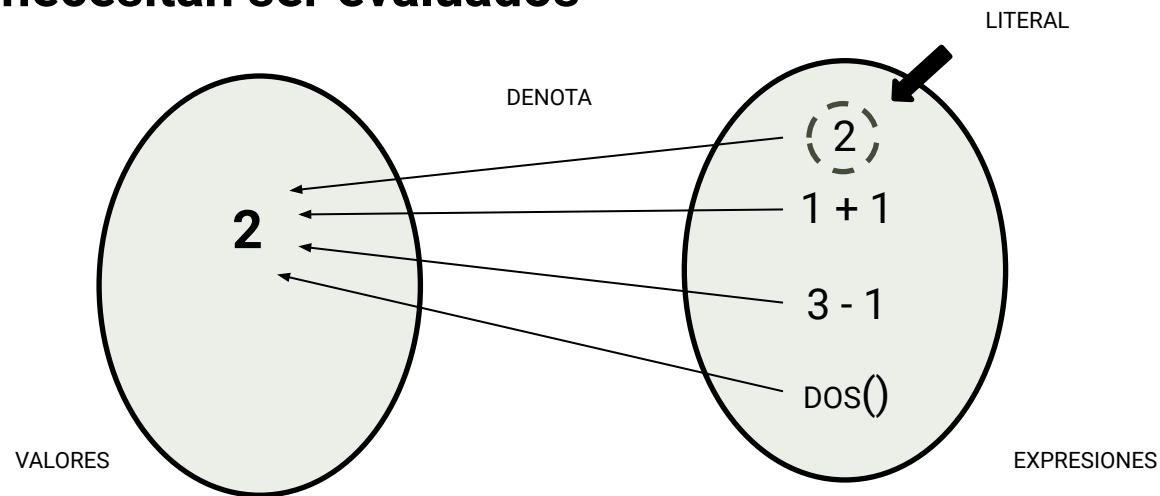 necesitan ser evaluados
LITERAL
DENOTA
2
1 + 1
2
3 - 1
DOS()
VALORES
EXPRESIONES